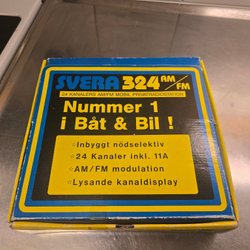 SVERA 324 AM/FM
24 KANALERS AM/FM MOBIL PRIVATRADIOSTATION
Nummer 1
i Båt & Bil !
☆Inbyggt nödselektiv
☆24 Kanaler inkl. 11A
☆AM/FM modulation
☆Lysande kanaldisplay